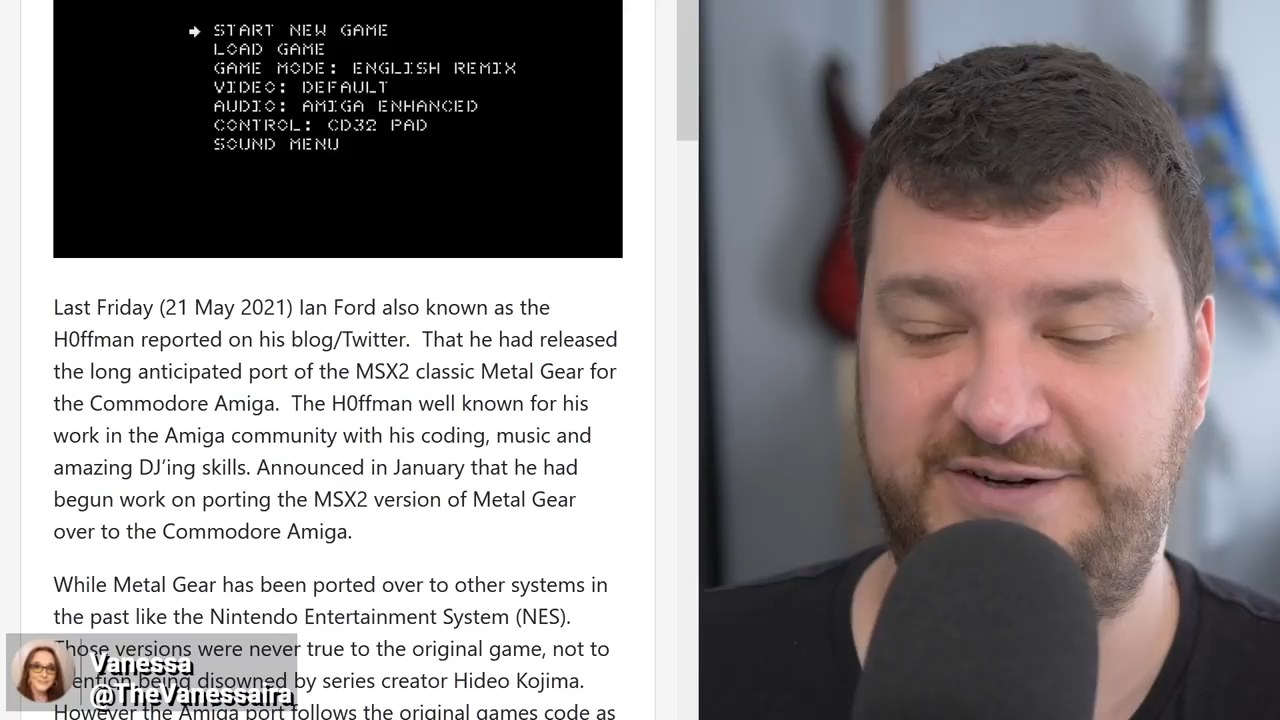 START NEW GAME
LOAD GAME
GAME MODE: ENGLISH REMIX
VIDEO: DEFAULT
AUDIO: AMIGA ENHANCED
CONTROL: CD32 PAD
SOUND MENU
Last Friday (21 May 2021) Ian Ford also known as the
H0ffman reported on his blog/Twitter.  That he had released
the long anticipated port of the MSX2 classic Metal Gear for
the Commodore Amiga.  The H0ffman well known for his
work in the Amiga community with his coding, music and
amazing DJ’ing skills. Announced in January that he had
begun work on porting the MSX2 version of Metal Gear
over to the Commodore Amiga.
While Metal Gear has been ported over to other systems in
the past like the Nintendo Entertainment System (NES).
Those versions were never true to the original game, not to
mention being disowned by series creator Hideo Kojima.
However the Amiga port follows the original games code as
Vanessa
@TheVanessaira